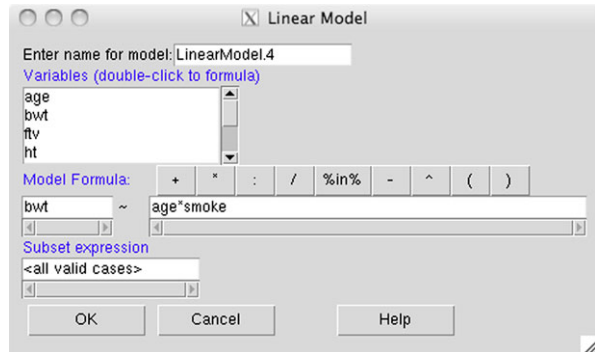 X Linear Model
Enter name for model: LinearModel.4
Variables (double-click to formula)
age
bwt
ftv
ht
Model Formula: + * : / %in% - ^ ( )
bwt ~ age*smoke
Subset expression
<all valid cases>
OK Cancel Help